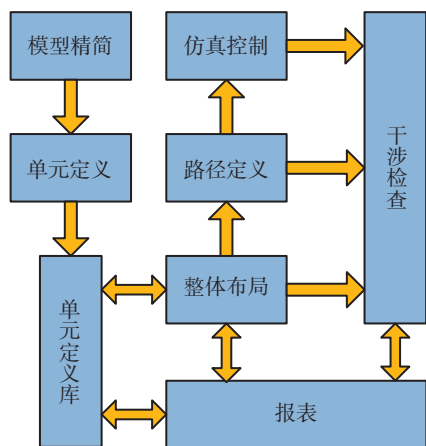 模型精简
仿真控制
干涉检查
单元定义
路径定义
单元定义库
整体布局
报表